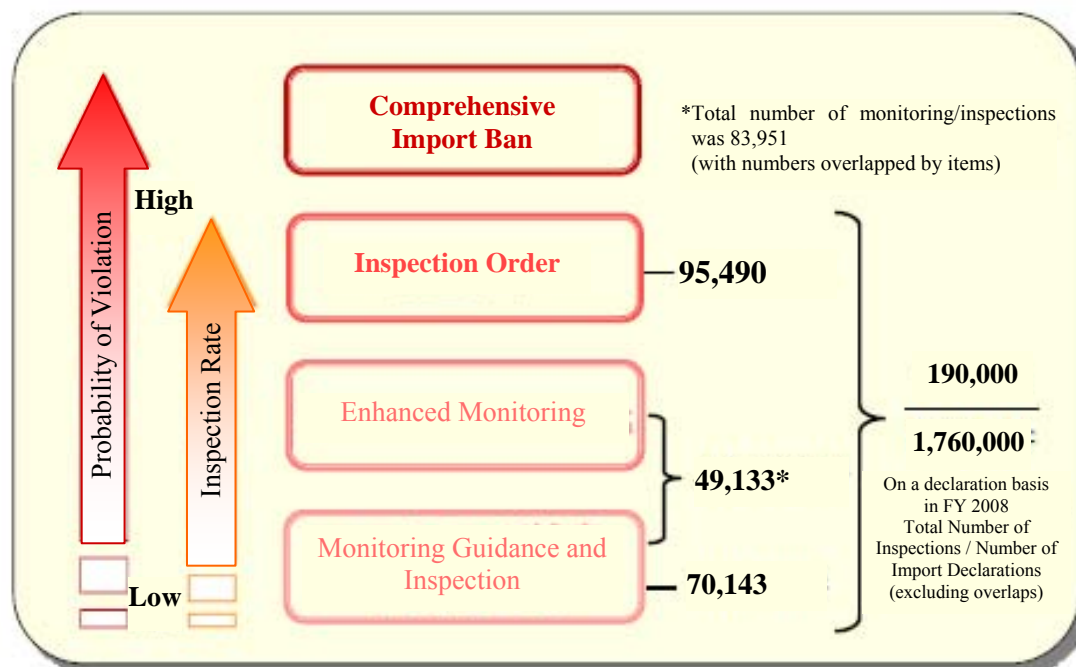 Comprehensive
Import Ban
*Total number of monitoring/inspections
was 83,951
(with numbers overlapped by items)
High
Probability of Violation
Inspection Rate
Inspection Order
95,490
Enhanced Monitoring
190,000
1,760,000
49,133*
On a declaration basis
in FY 2008
Total Number of
Inspections / Number of
Import Declarations
(excluding overlaps)
Monitoring Guidance and
Inspection
70,143
Low